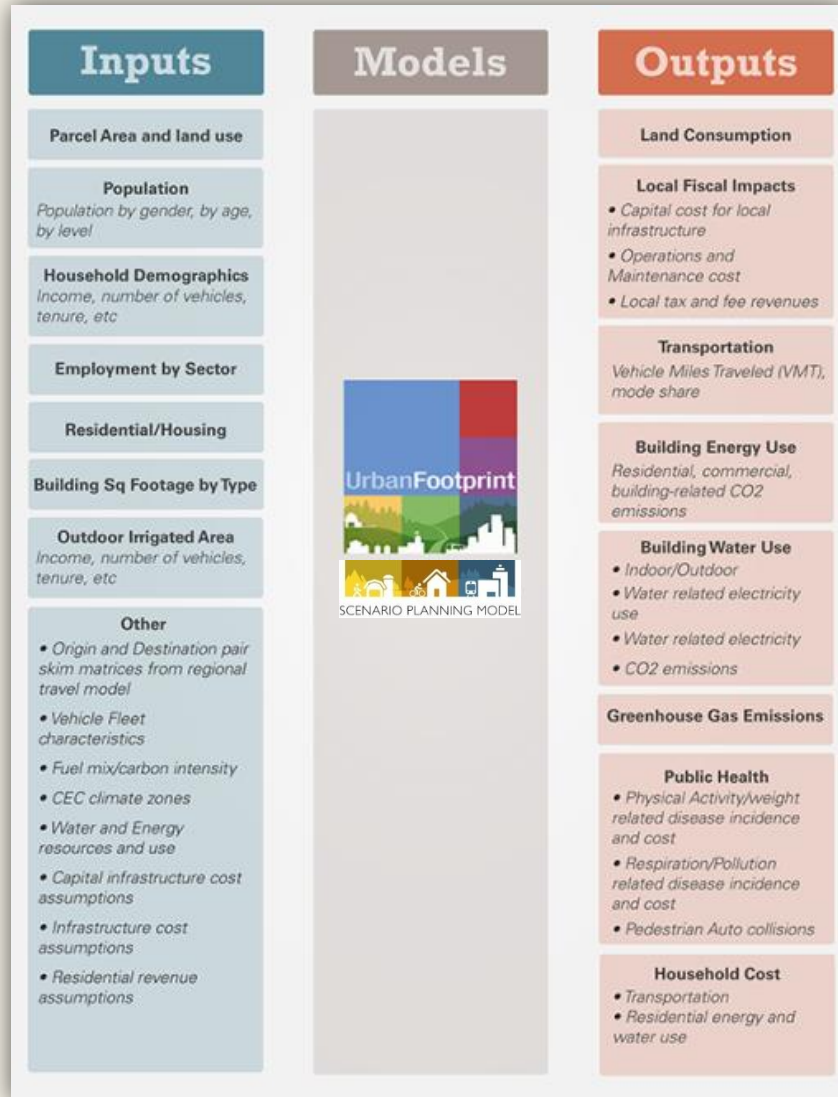 Inputs
Parcel Area and land use
Population
Population by gender, by age,
by level
Household Demographics
Income, number of vehicles,
tenure, etc
Employment by Sector
Residential/Housing
Building Sq Footage by Type
Outdoor Irrigated Area
Income, number of vehicles,
tenure, etc
Other
• Origin and Destination pair
skim matrices from regional
travel model
• Vehicle Fleet
characteristics
• Fuel mix/carbon intensity
• CEC climate zones
• Water and Energy
resources and use
• Capital infrastructure cost
assumptions
• Infrastructure cost
assumptions
• Residential revenue
assumptions
Models
UrbanFootprint
SCENARIO PLANNING MODEL
Outputs
Land Consumption
Local Fiscal Impacts
• Capital cost for local
infrastructure
• Operations and
Maintenance cost
• Local tax and fee revenues
Transportation
Vehicle Miles Traveled (VMT),
mode share
Building Energy Use
Residential, commercial,
building-related CO2
emissions
Building Water Use
• Indoor/Outdoor
• Water related electricity
use
• Water related electricity
• CO2 emissions
Greenhouse Gas Emissions
Public Health
• Physical Activity/weight
related disease incidence
and cost
• Respiration/Pollution
related disease incidence
and cost
• Pedestrian Auto collisions
Household Cost
• Transportation
• Residential energy and
water use